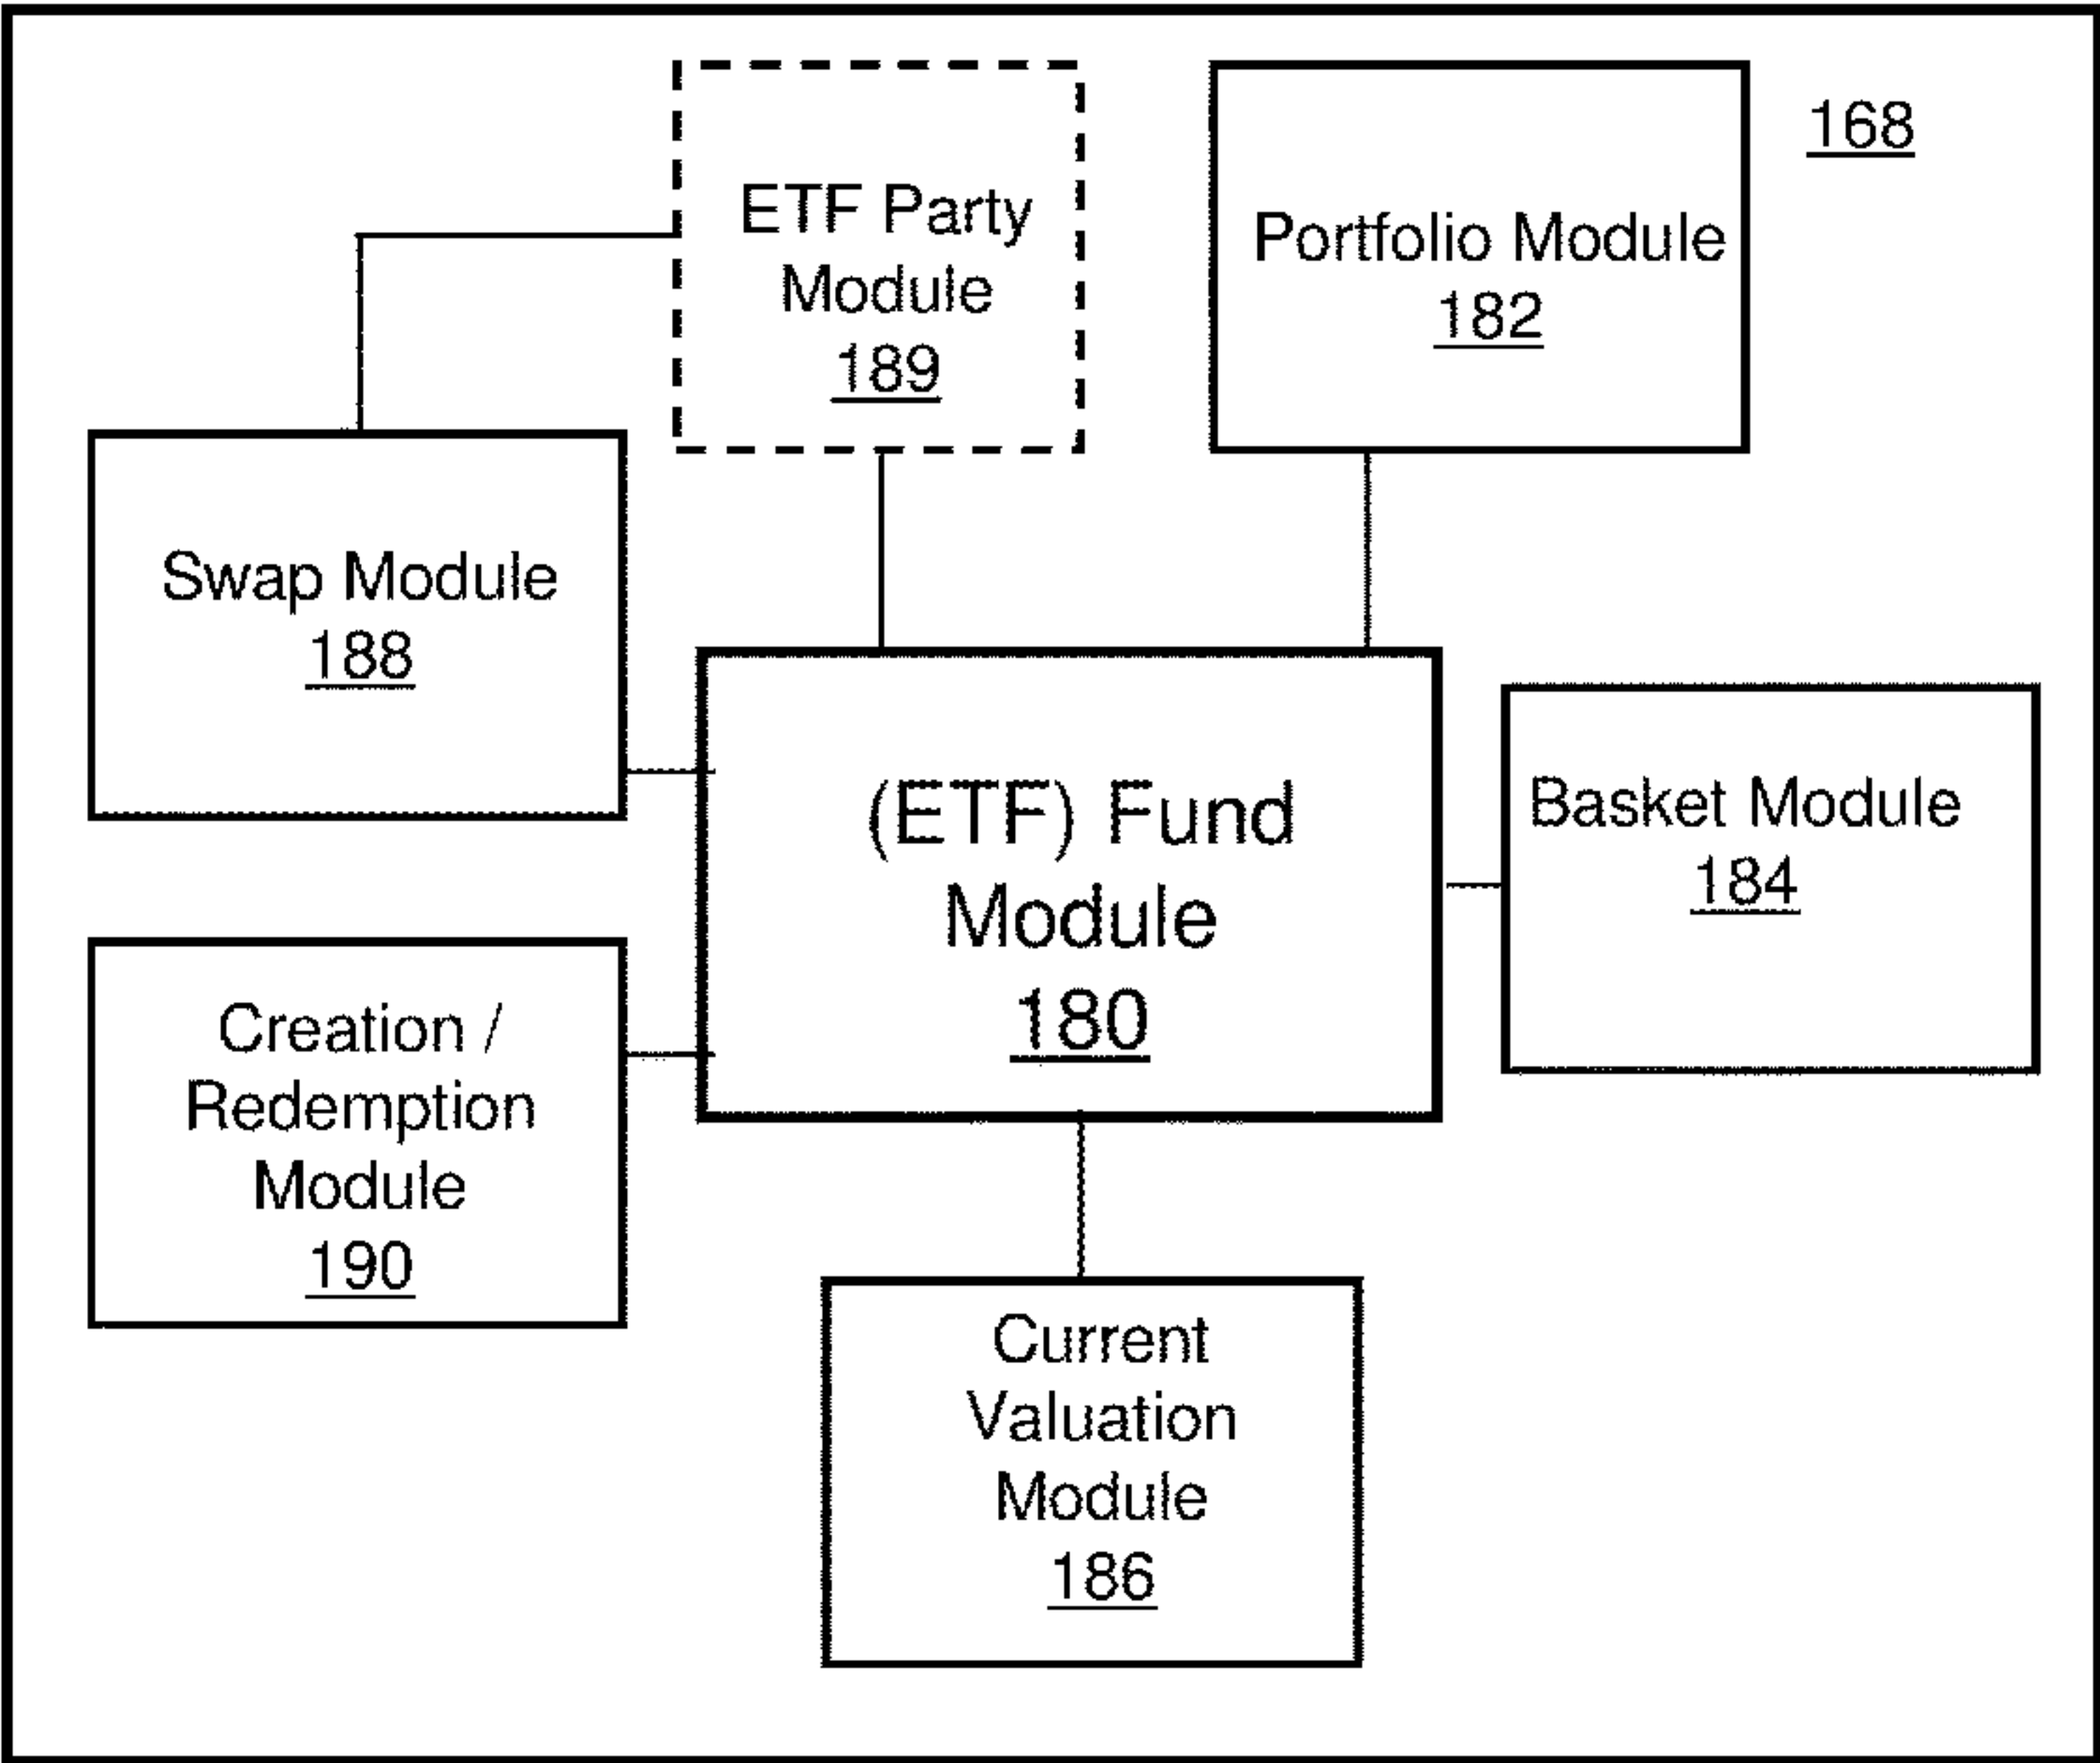 168
ETF Party
Module
189
Portfolio Module
182
Swap Module
188
(ETF) Fund
Module
180
Basket Module
184
Creation /
Redemption
Module
190
Current
Valuation
Module
186